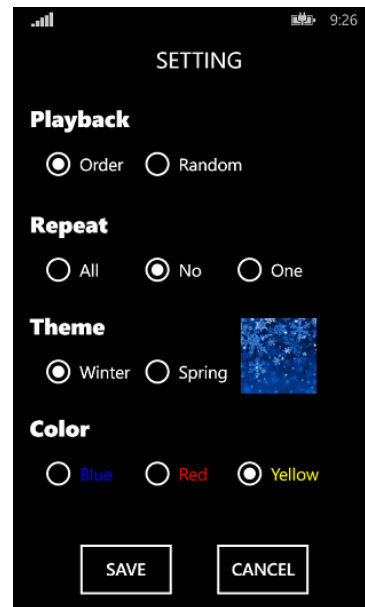 9:26
SETTING
Playback
Order Random
Repeat
All No One
Theme
Winter Spring
Color
Blue Red Yellow
SAVE CANCEL